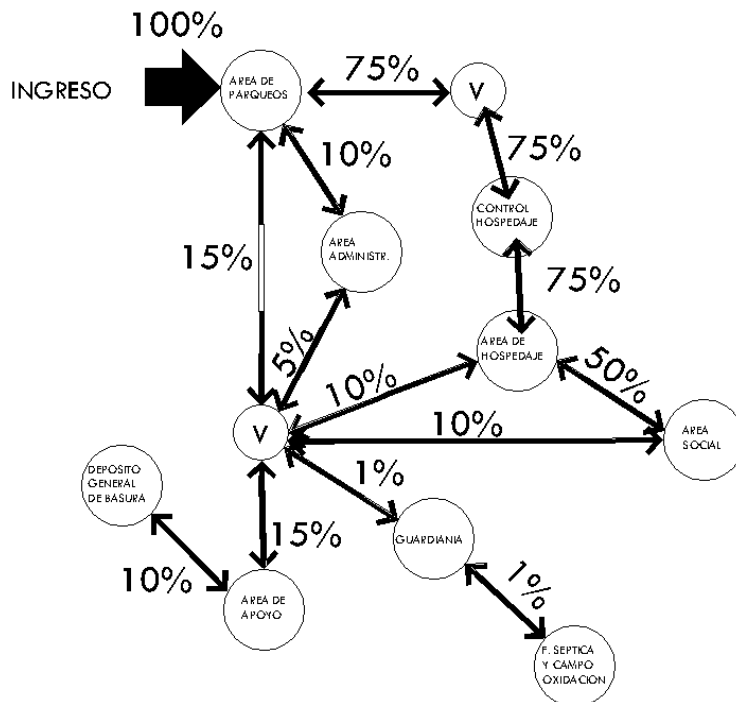 100%
INGRESO
AREA DE
PARQUEOS
75%
V
10%
75%
CONTROL
HOSPEDAJE
15%
AREA
ADMINISTR.
75%
5%
AREA DE
HOSPEDAJE
10%
50%
V
10%
AREA
SOCIAL
DEPOSITO
GENERAL
DE BASURA
1%
15%
GUARDIANIA
10%
1%
AREA DE
APOYO
F. SEPTICA
Y CAMPO
OXIDACION